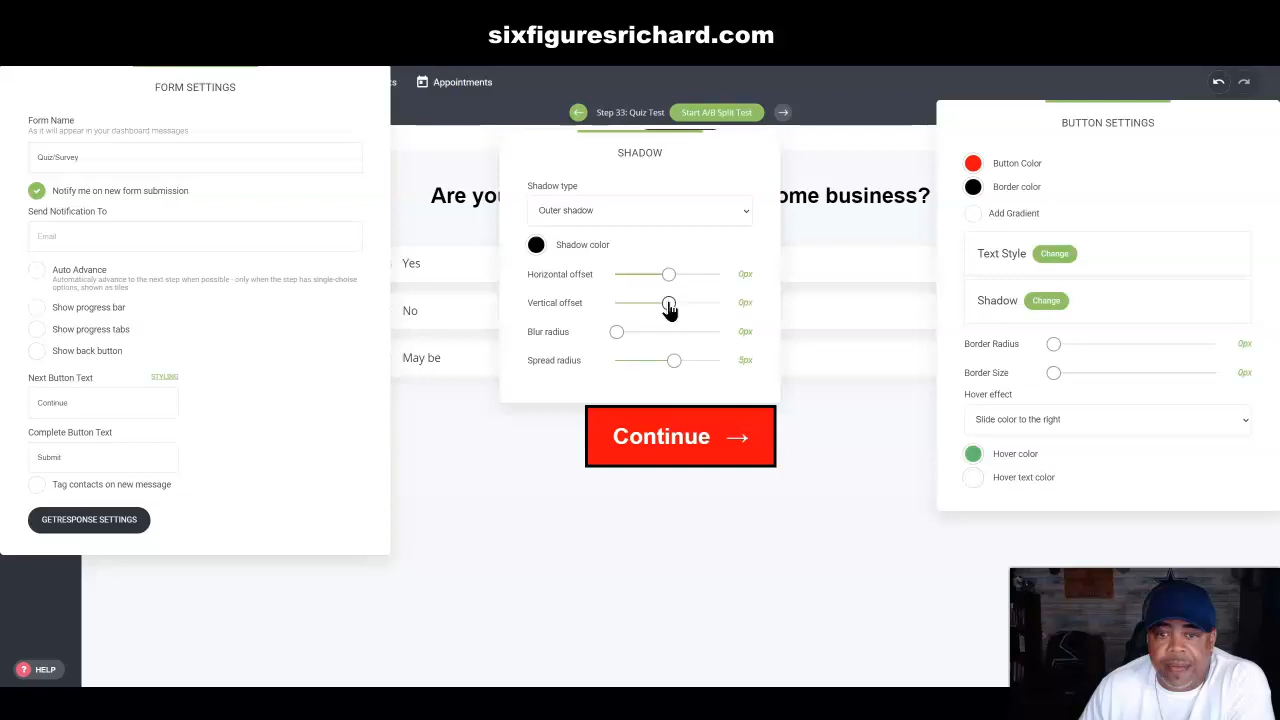 sixfiguresrichard.com
Appointments
Step 33: Quiz Test
Start A/B Split Test
FORM SETTINGS
Form Name
As it will appear in your dashboard messages
Quiz/Survey
Notify me on new form submission
Send Notification To
Email
Auto Advance
Automaticaly advance to the next step when possible - only when the step has single-choice
options, shown as tiles
Show progress bar
Show progress tabs
Show back button
Next Button Text
STYLING
Continue
Complete Button Text
Submit
Tag contacts on new message
GETRESPONSE SETTINGS
? HELP
Are you
ome business?
Yes
No
May be
SHADOW
Shadow type
Outer shadow
Shadow color
Horizontal offset 0px
Vertical offset 0px
Blur radius 0px
Spread radius 5px
Continue →
BUTTON SETTINGS
Button Color
Border color
Add Gradient
Text Style Change
Shadow Change
Border Radius 0px
Border Size 0px
Hover effect
Slide color to the right
Hover color
Hover text color